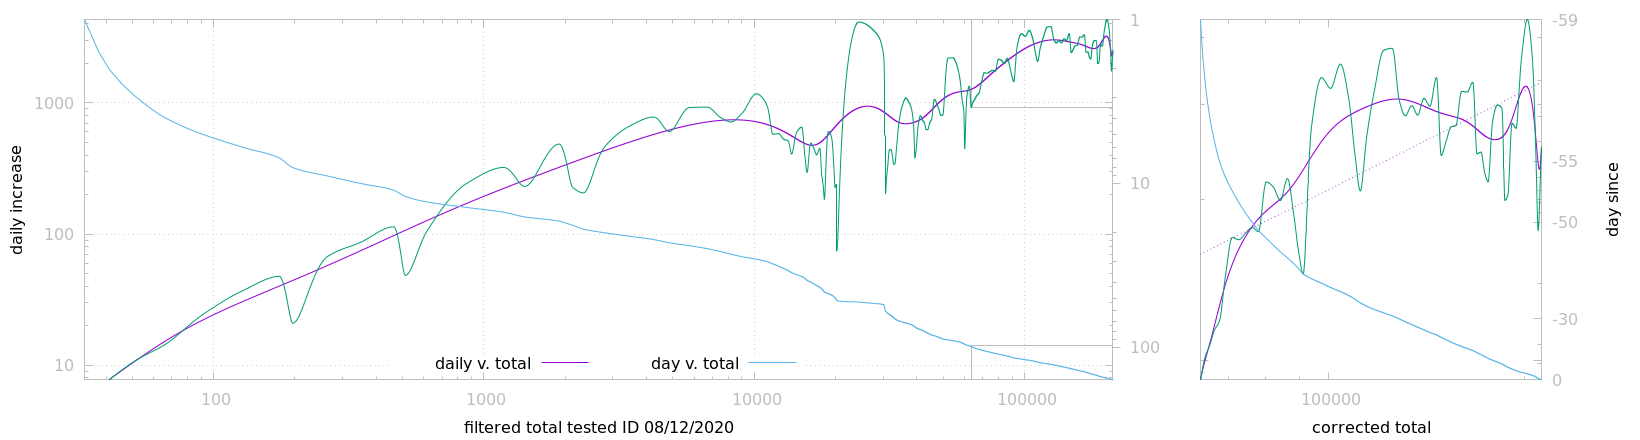 1
-59
1000
daily increase
-55
day since
10
-50
100
-30
daily v. total
day v. total
100
10
0
100
1000
10000
100000
100000
filtered total tested ID 08/12/2020
corrected total